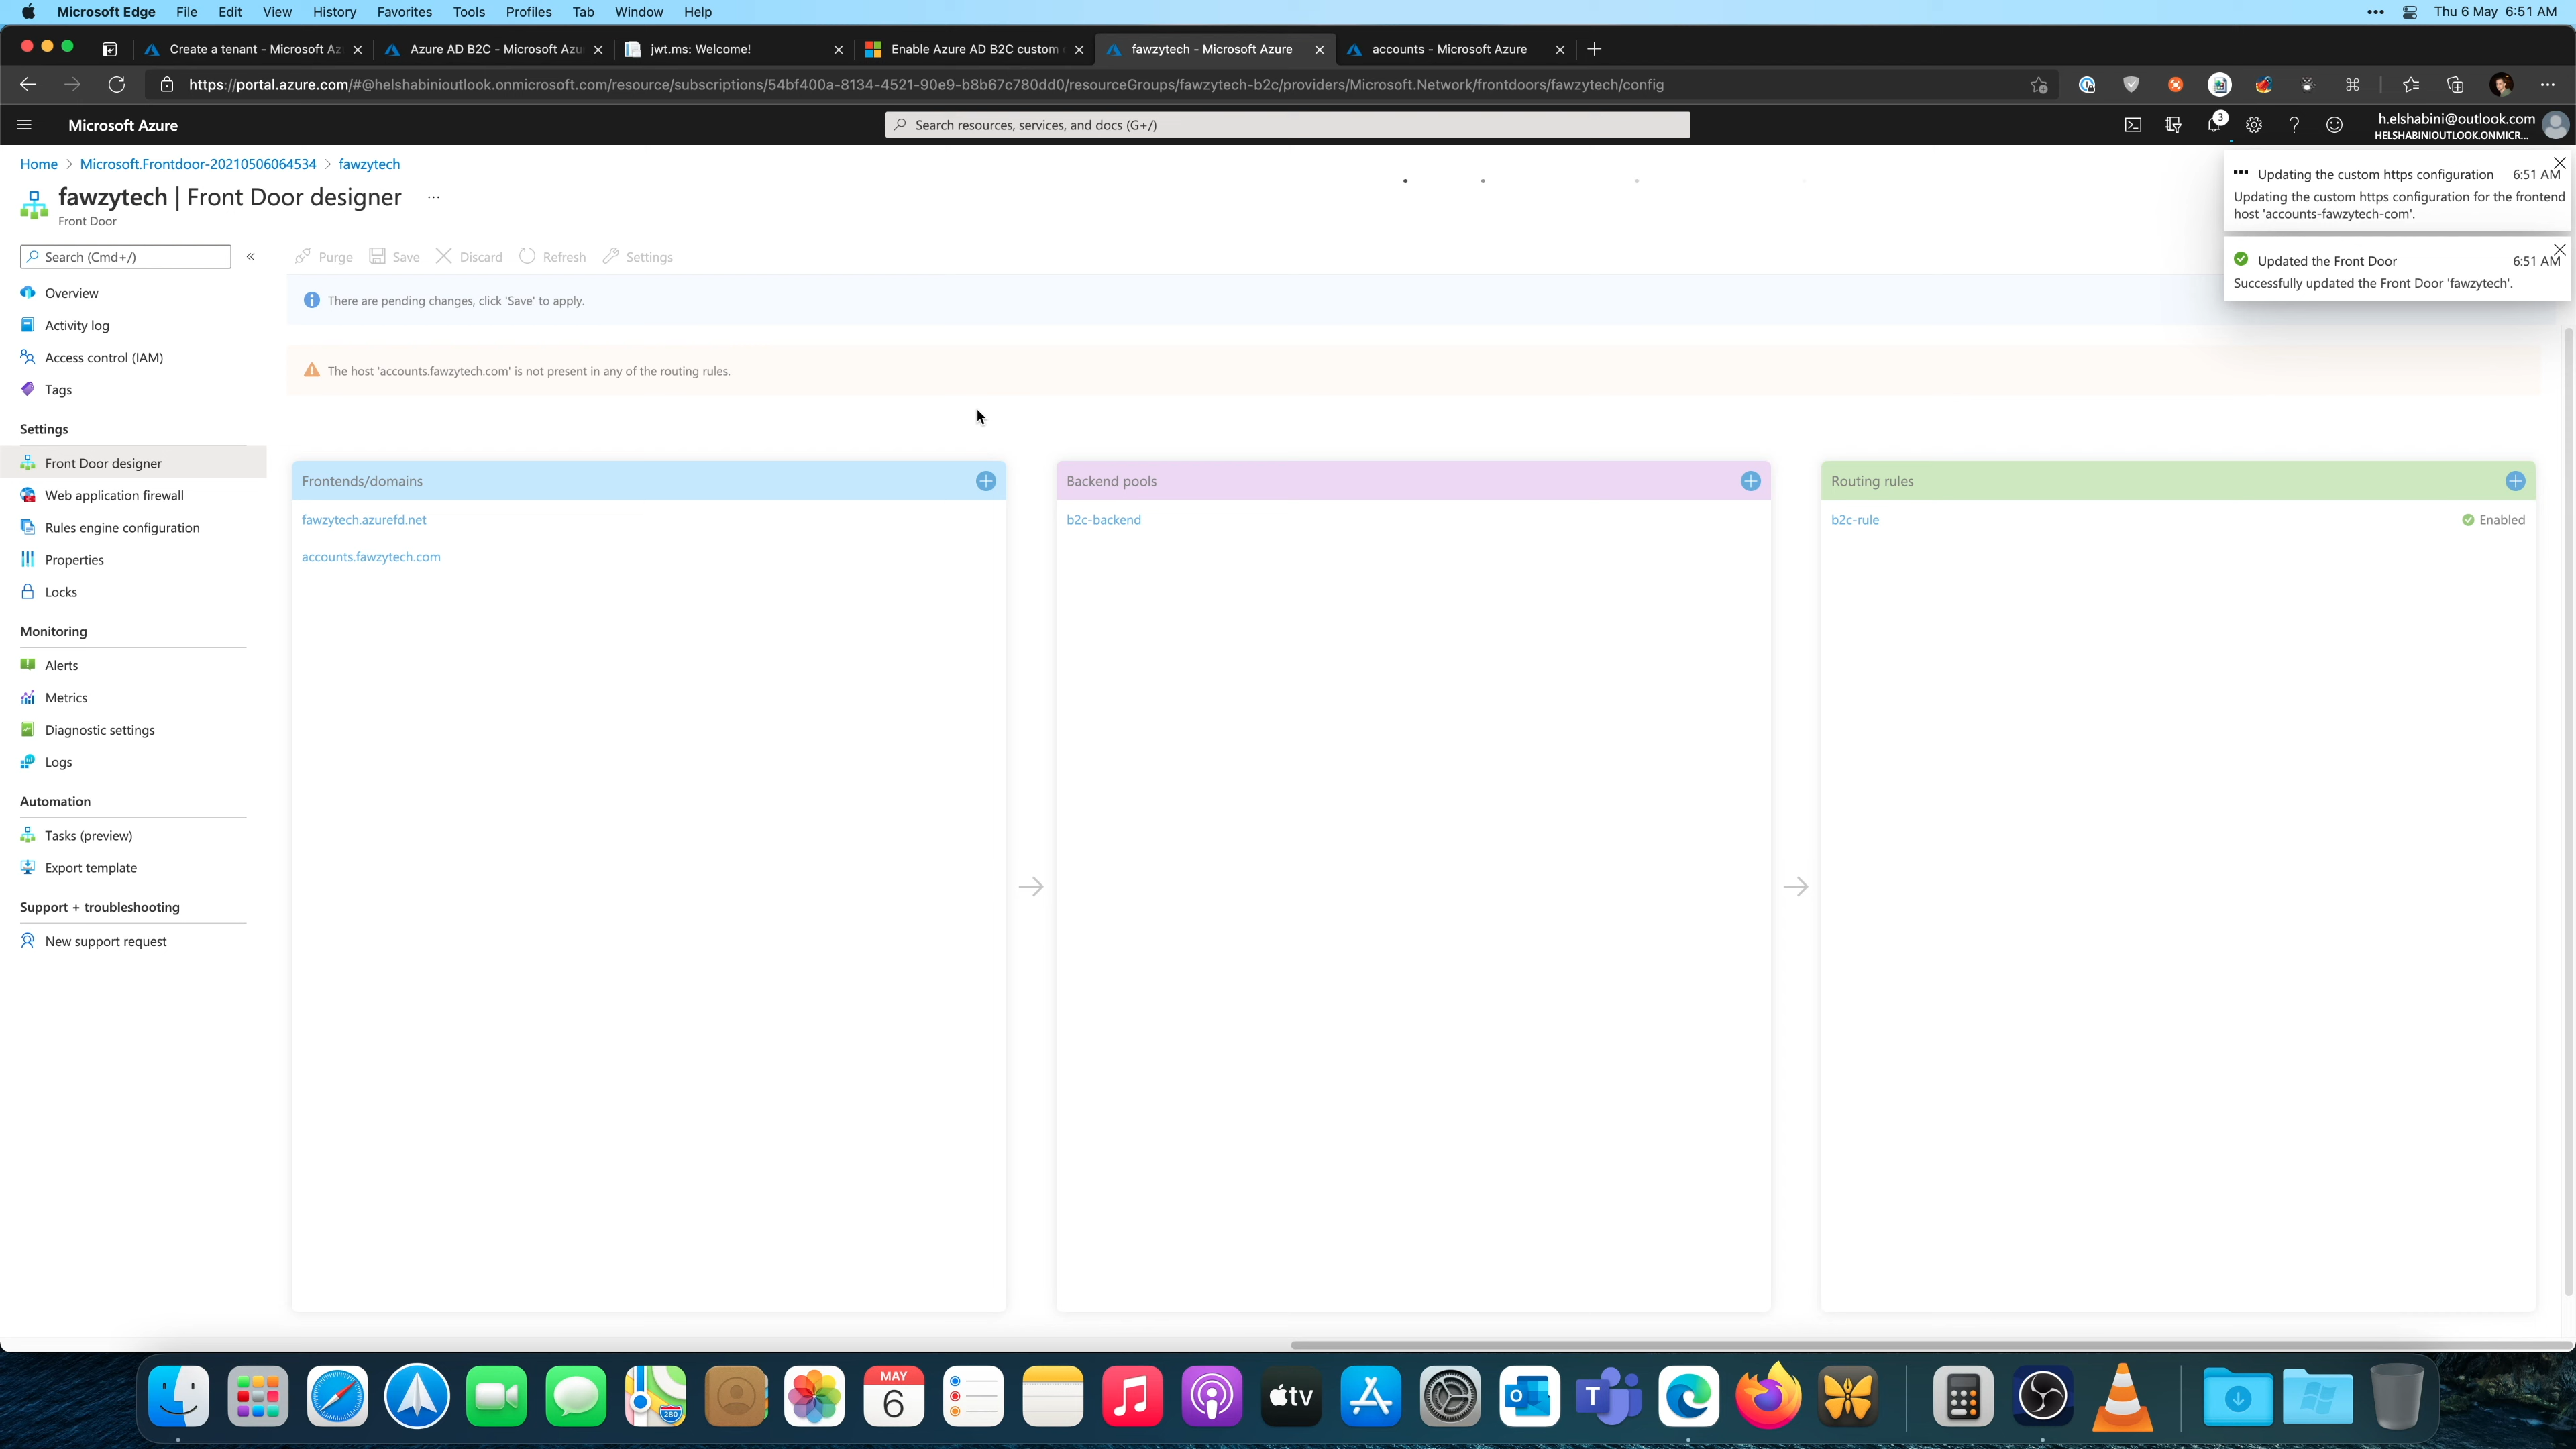 Microsoft Edge File Edit View History Favorites Tools Profiles Tab Window Help
Thu 6 May 6:51 AM
Create a tenant - Microsoft Az
Azure AD B2C - Microsoft Azu
jwt.ms: Welcome!
Enable Azure AD B2C custom
fawzytech - Microsoft Azure
accounts - Microsoft Azure
https://portal.azure.com/#@helshabinioutlook.onmicrosoft.com/resource/subscriptions/54bf400a-8134-4521-90e9-b8b67c780dd0/resourceGroups/fawzytech-b2c/providers/Microsoft.Network/frontdoors/fawzytech/config
Microsoft Azure
Search resources, services, and docs (G+/)
3
h.elshabini@outlook.com
HELSHABINIOUTLOOK.ONMICR...
Home > Microsoft.Frontdoor-20210506064534 > fawzytech
fawzytech | Front Door designer ...
Front Door
Updating the custom https configuration 6:51 AM
Updating the custom https configuration for the frontend
host 'accounts-fawzytech-com'.
Updated the Front Door 6:51 AM
Successfully updated the Front Door 'fawzytech'.
Search (Cmd+/)
«
Purge Save Discard Refresh Settings
Overview
Activity log
Access control (IAM)
Tags
Settings
Front Door designer
Web application firewall
Rules engine configuration
Properties
Locks
Monitoring
Alerts
Metrics
Diagnostic settings
Logs
Automation
Tasks (preview)
Export template
Support + troubleshooting
New support request
There are pending changes, click 'Save' to apply.
The host 'accounts.fawzytech.com' is not present in any of the routing rules.
Frontends/domains
fawzytech.azurefd.net
accounts.fawzytech.com
Backend pools
b2c-backend
Routing rules
b2c-rule Enabled
280
MAY
6
tv